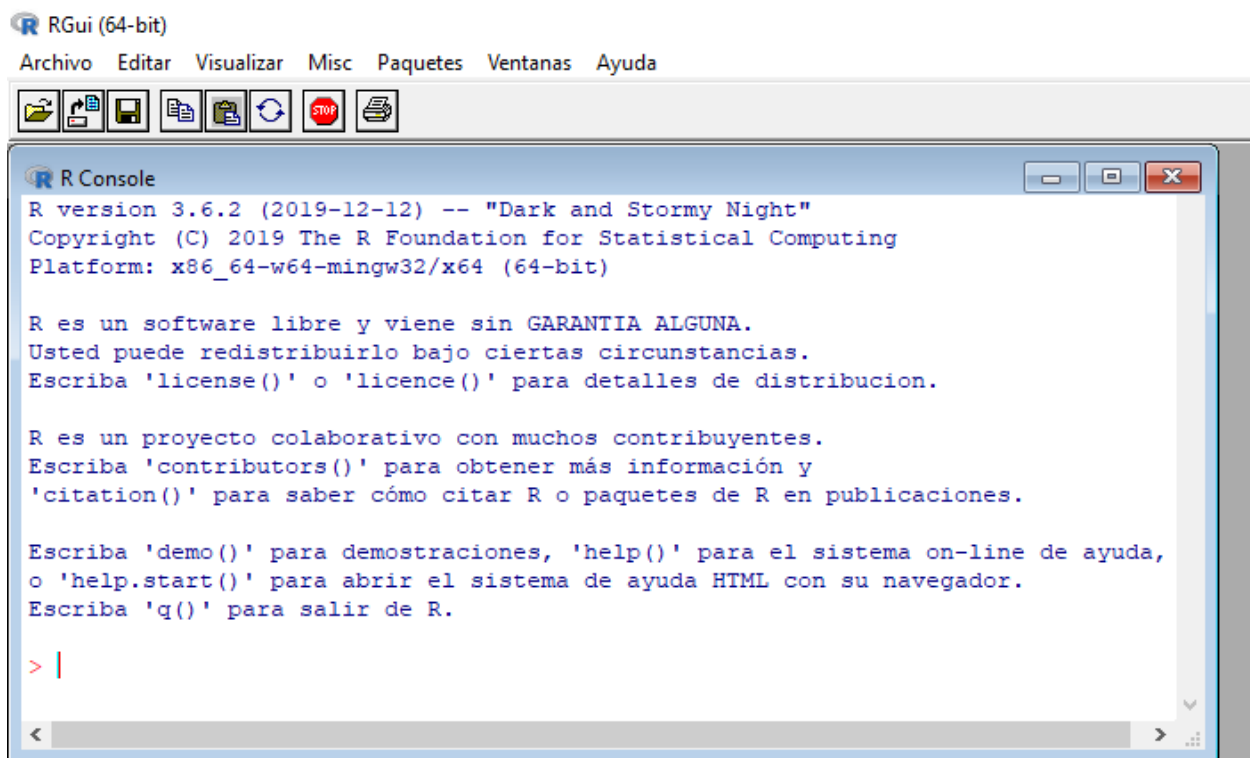 RGui (64-bit)
Archivo Editar Visualizar Misc Paquetes Ventanas Ayuda
STOP
R Console
R version 3.6.2 (2019-12-12) -- "Dark and Stormy Night"
Copyright (C) 2019 The R Foundation for Statistical Computing
Platform: x86_64-w64-mingw32/x64 (64-bit)
R es un software libre y viene sin GARANTIA ALGUNA.
Usted puede redistribuirlo bajo ciertas circunstancias.
Escriba 'license()' o 'licence()' para detalles de distribucion.
R es un proyecto colaborativo con muchos contribuyentes.
Escriba 'contributors()' para obtener más información y
'citation()' para saber cómo citar R o paquetes de R en publicaciones.
Escriba 'demo()' para demostraciones, 'help()' para el sistema on-line de ayuda,
o 'help.start()' para abrir el sistema de ayuda HTML con su navegador.
Escriba 'q()' para salir de R.
>